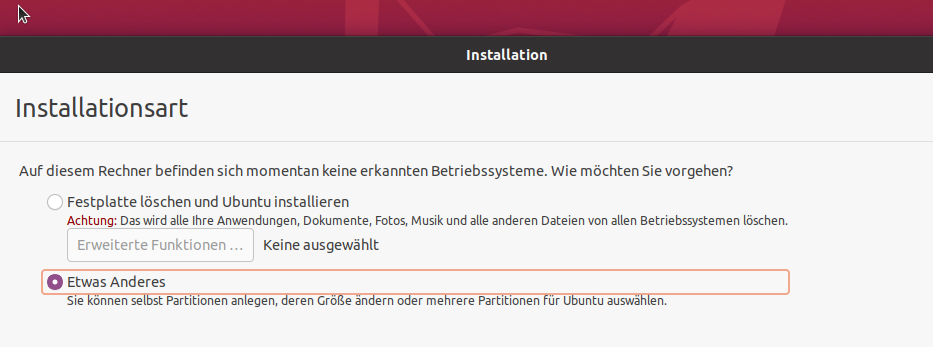 Installation
Installationsart
Auf diesem Rechner befinden sich momentan keine erkannten Betriebssysteme. Wie möchten Sie vorgehen?
Festplatte löschen und Ubuntu installieren
Achtung: Das wird alle Ihre Anwendungen, Dokumente, Fotos, Musik und alle anderen Dateien von allen Betriebssystemen löschen.
Erweiterte Funktionen ... Keine ausgewählt
Etwas Anderes
Sie können selbst Partitionen anlegen, deren Größe ändern oder mehrere Partitionen für Ubuntu auswählen.